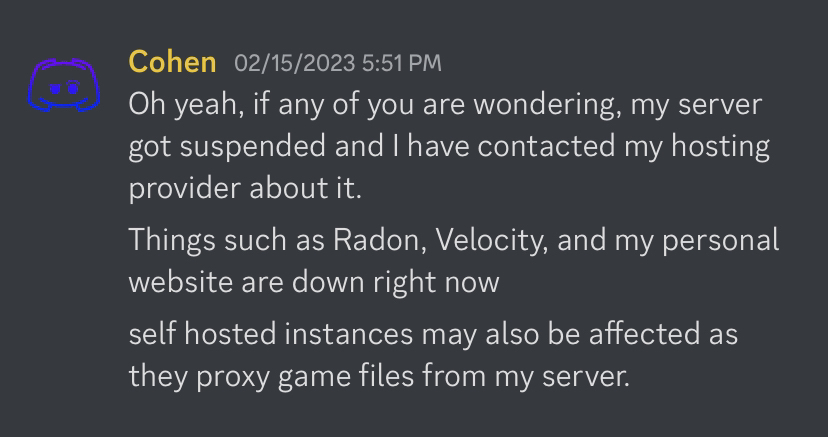 Cohen 02/15/2023 5:51 PM
Oh yeah, if any of you are wondering, my server
got suspended and I have contacted my hosting
provider about it.
Things such as Radon, Velocity, and my personal
website are down right now
self hosted instances may also be affected as
they proxy game files from my server.